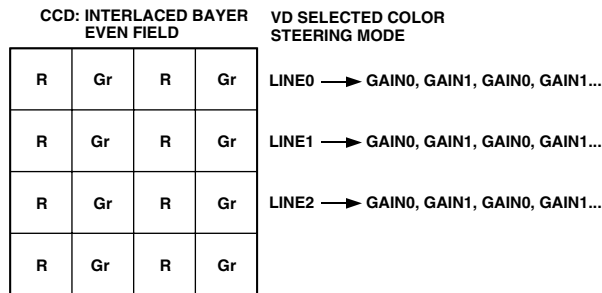 CCD: INTERLACED BAYER
EVEN FIELD
VD SELECTED COLOR
STEERING MODE
R Gr R Gr
LINE0 GAIN0, GAIN1, GAIN0, GAIN1...
R Gr R Gr
LINE1 GAIN0, GAIN1, GAIN0, GAIN1...
R Gr R Gr
LINE2 GAIN0, GAIN1, GAIN0, GAIN1...
R Gr R Gr